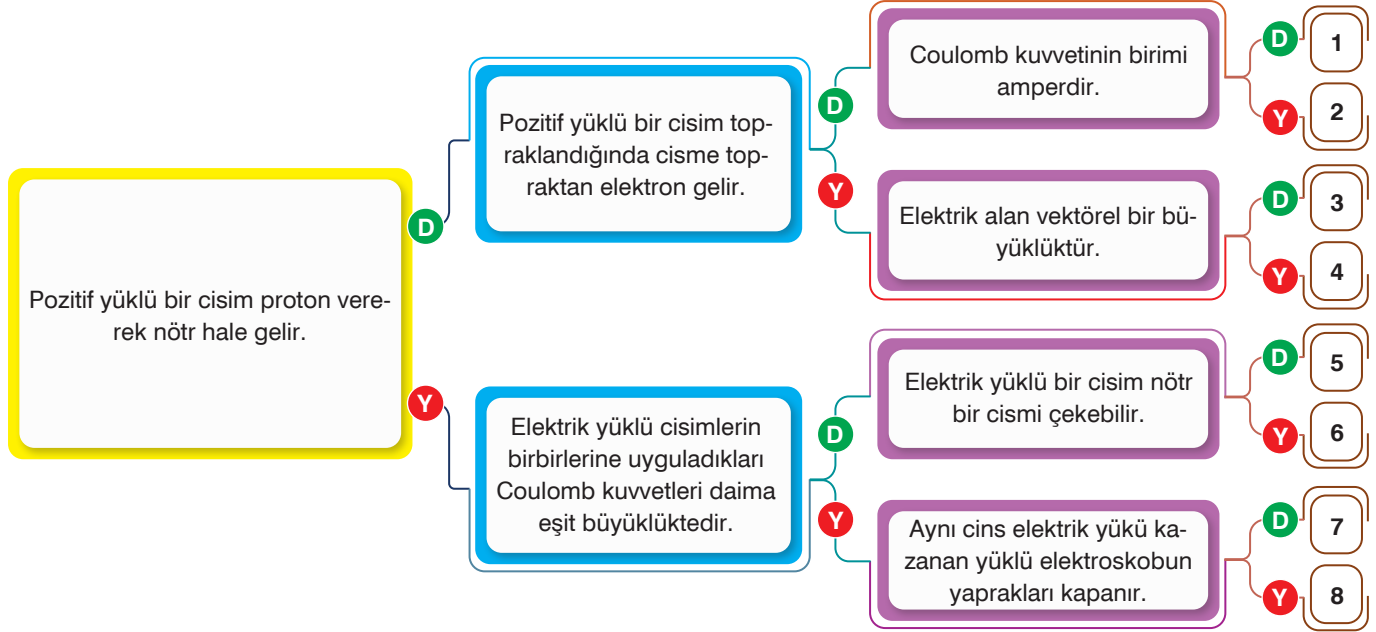 Pozitif yüklü bir cisim proton vere-
rek nötr hale gelir.
D
Y
Pozitif yüklü bir cisim top-
raklandığında cisme top-
raktan elektron gelir.
D
Y
Elektrik yüklü cisimlerin
birbirlerine uyguladıkları
Coulomb kuvvetleri daima
eşit büyüklüktedir.
D
Y
Coulomb kuvvetinin birimi
amperdir.
D
1
Y
2
Elektrik alan vektörel bir bü-
yüklüktür.
D
3
Y
4
Elektrik yüklü bir cisim nötr
bir cismi çekebilir.
D
5
Y
6
Aynı cins elektrik yükü ka-
zanan yüklü elektroskobun
yaprakları kapanır.
D
7
Y
8